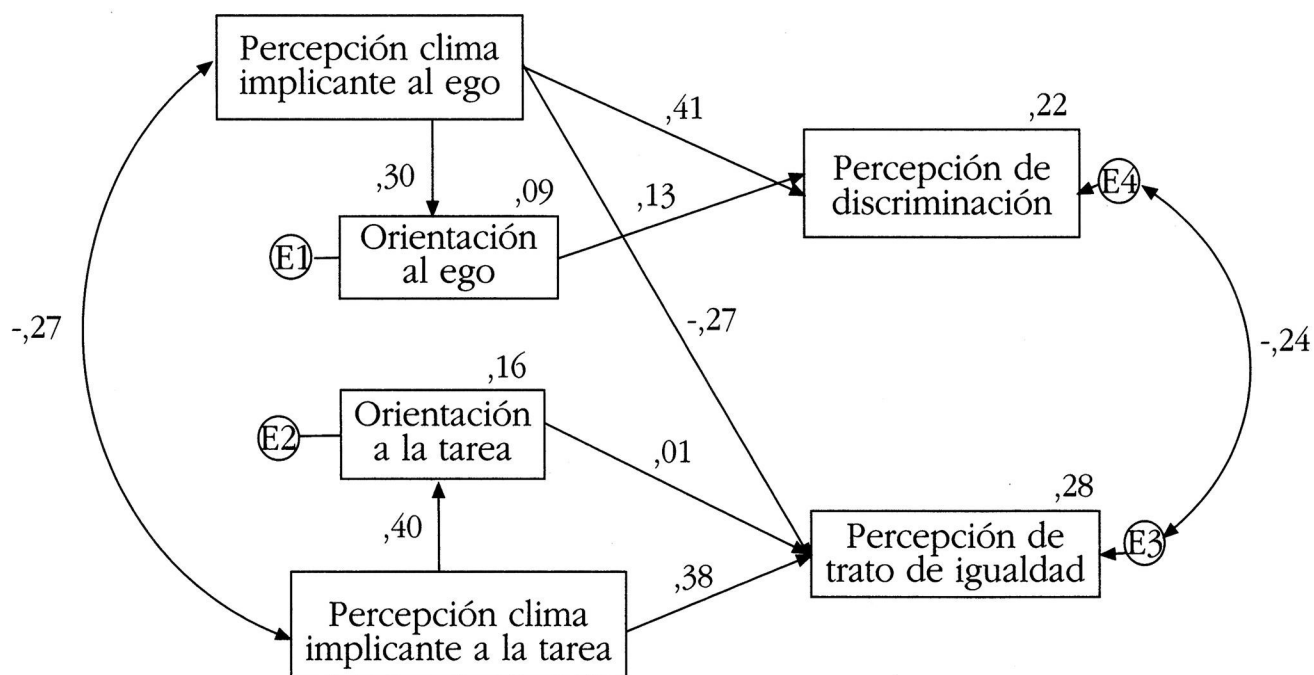 Percepción clima
implicante al ego
,30
,09
E1
Orientación
al ego
,41
,13
,22
Percepción de
discriminación
E4
-,27
-,27
-,24
,16
E2
Orientación
a la tarea
,01
,40
,28
Percepción de
trato de igualdad
E3
,38
Percepción clima
implicante a la tarea